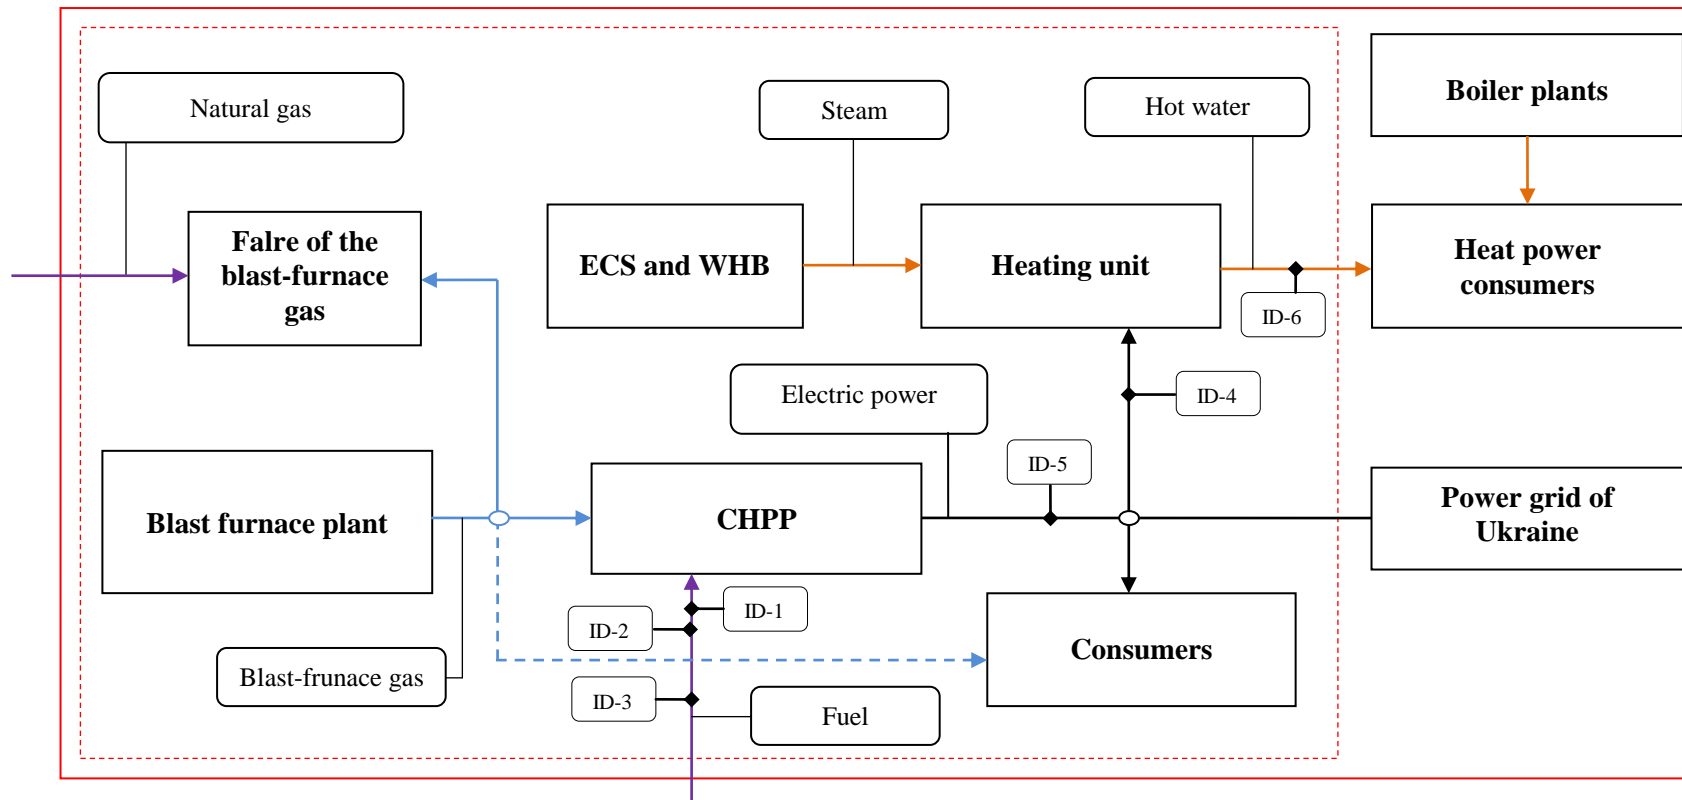 Natural gas
Steam
Hot water
Boiler plants
Falre of the
blast-furnace
gas
ECS and WHB
Heating unit
Heat power
consumers
ID-6
Electric power
ID-4
ID-5
Blast furnace plant
CHPP
Power grid of
Ukraine
ID-1
ID-2
Consumers
Blast-frunace gas
ID-3
Fuel